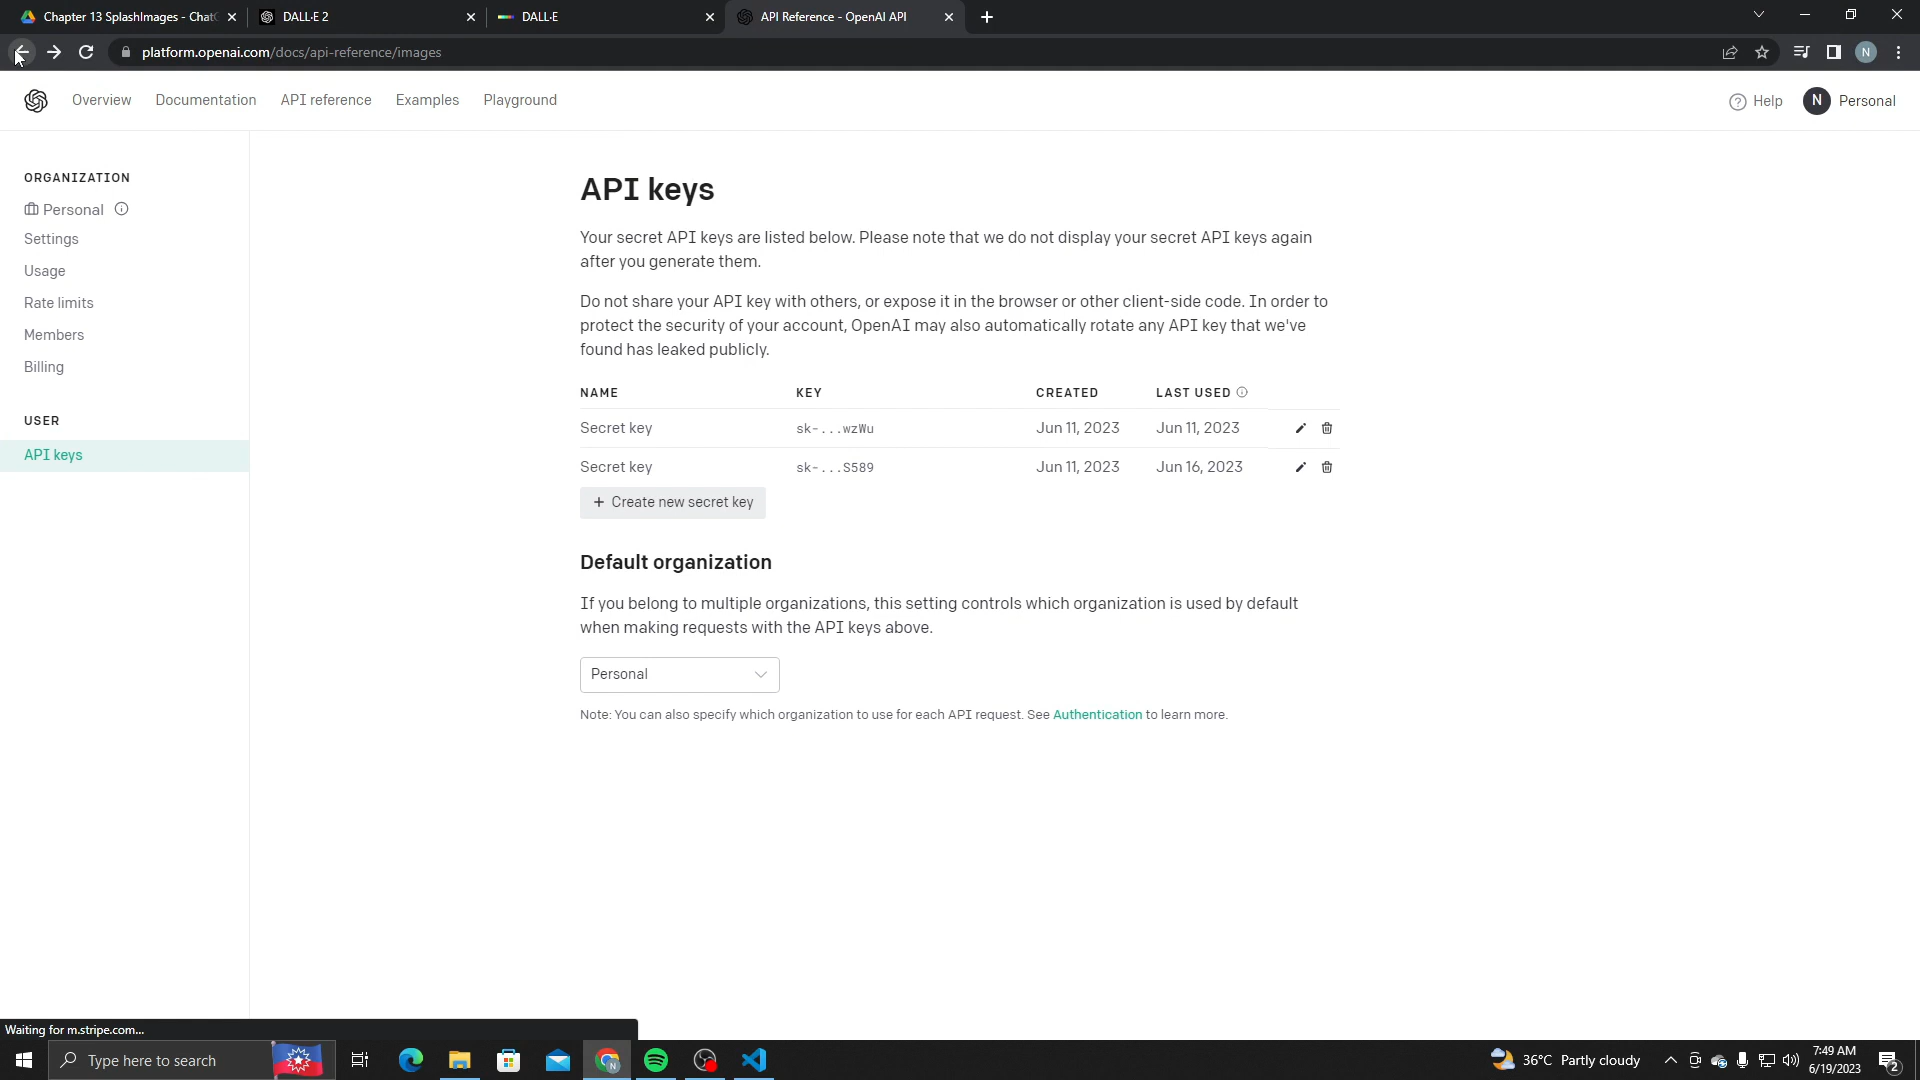 Chapter 13 SplashImages - ChatG
DALL·E 2
DALL·E
API Reference - OpenAI API
platform.openai.com/docs/api-reference/images
N
Overview
Documentation
API reference
Examples
Playground
Help
N
Personal
ORGANIZATION
Personal
Settings
Usage
Rate limits
Members
Billing
USER
API keys
API keys
Your secret API keys are listed below. Please note that we do not display your secret API keys again
after you generate them.
Do not share your API key with others, or expose it in the browser or other client-side code. In order to
protect the security of your account, OpenAI may also automatically rotate any API key that we've
found has leaked publicly.
NAME KEY CREATED LAST USED
Secret key sk-...wzWu Jun 11, 2023 Jun 11, 2023
Secret key sk-...S589 Jun 11, 2023 Jun 16, 2023
+ Create new secret key
Default organization
If you belong to multiple organizations, this setting controls which organization is used by default
when making requests with the API keys above.
Personal
Note: You can also specify which organization to use for each API request. See Authentication to learn more.
Waiting for m.stripe.com...
Type here to search
36°C Partly cloudy
7:49 AM
6/19/2023
2